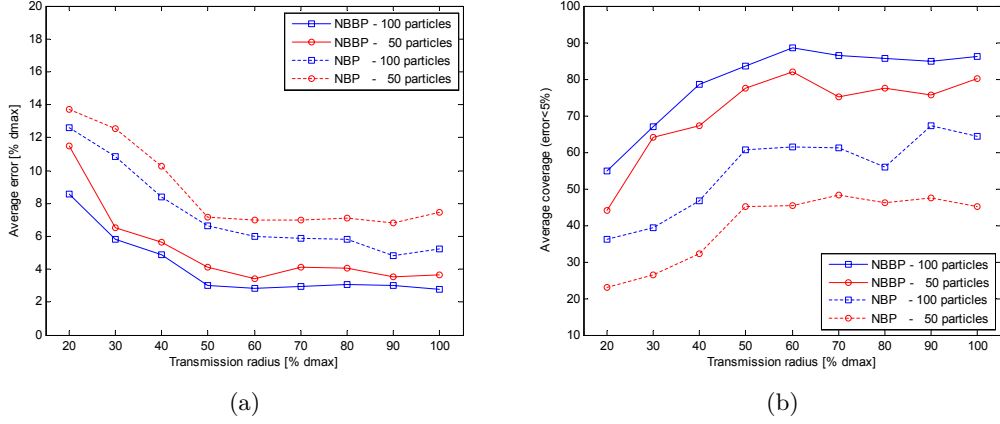 20
18
16
14
12
10
8
6
4
2
0
Average error [% dmax]
NBBP - 100 particles
NBBP - 50 particles
NBP - 100 particles
NBP - 50 particles
20 30 40 50 60 70 80 90 100
Transmission radius [% dmax]
(a)
100
90
80
70
60
50
40
30
20
10
Average coverage (error<5%)
NBBP - 100 particles
NBBP - 50 particles
NBP - 100 particles
NBP - 50 particles
20 30 40 50 60 70 80 90 100
Transmission radius [% dmax]
(b)